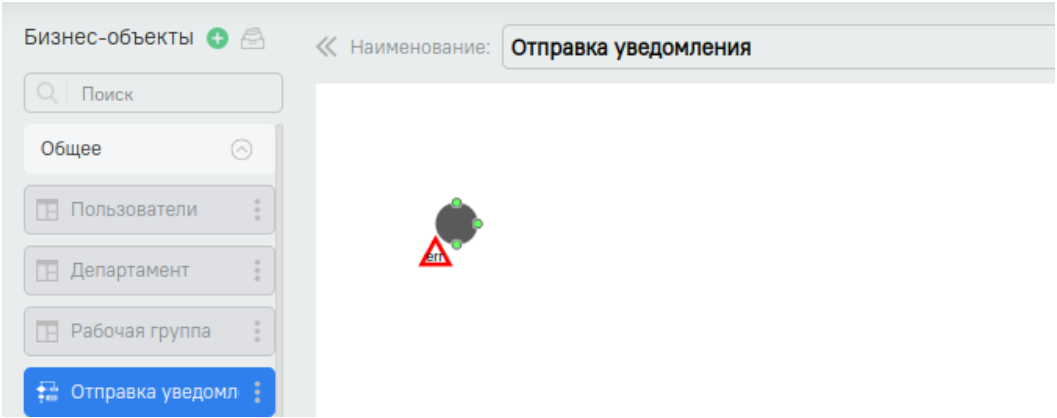 Бизнес-объекты
Наименование: Отправка уведомления
Поиск
Общее
Пользователи
Департамент
Рабочая группа
Отправка уведомл
err